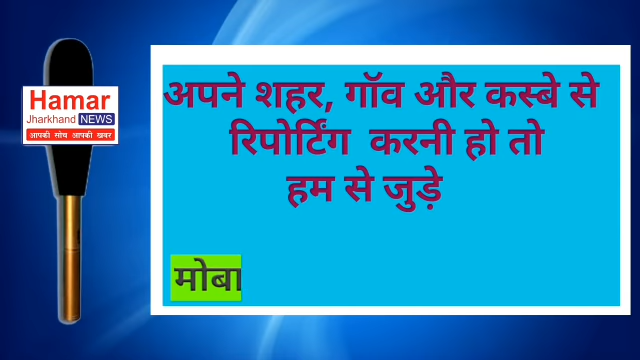 Hamar
Jharkhand NEWS
आपकी सोच आपकी खबर
अपने शहर, गॉव और कस्बे से
रिपोर्टिंग करनी हो तो
हम से जुड़े
मोबा